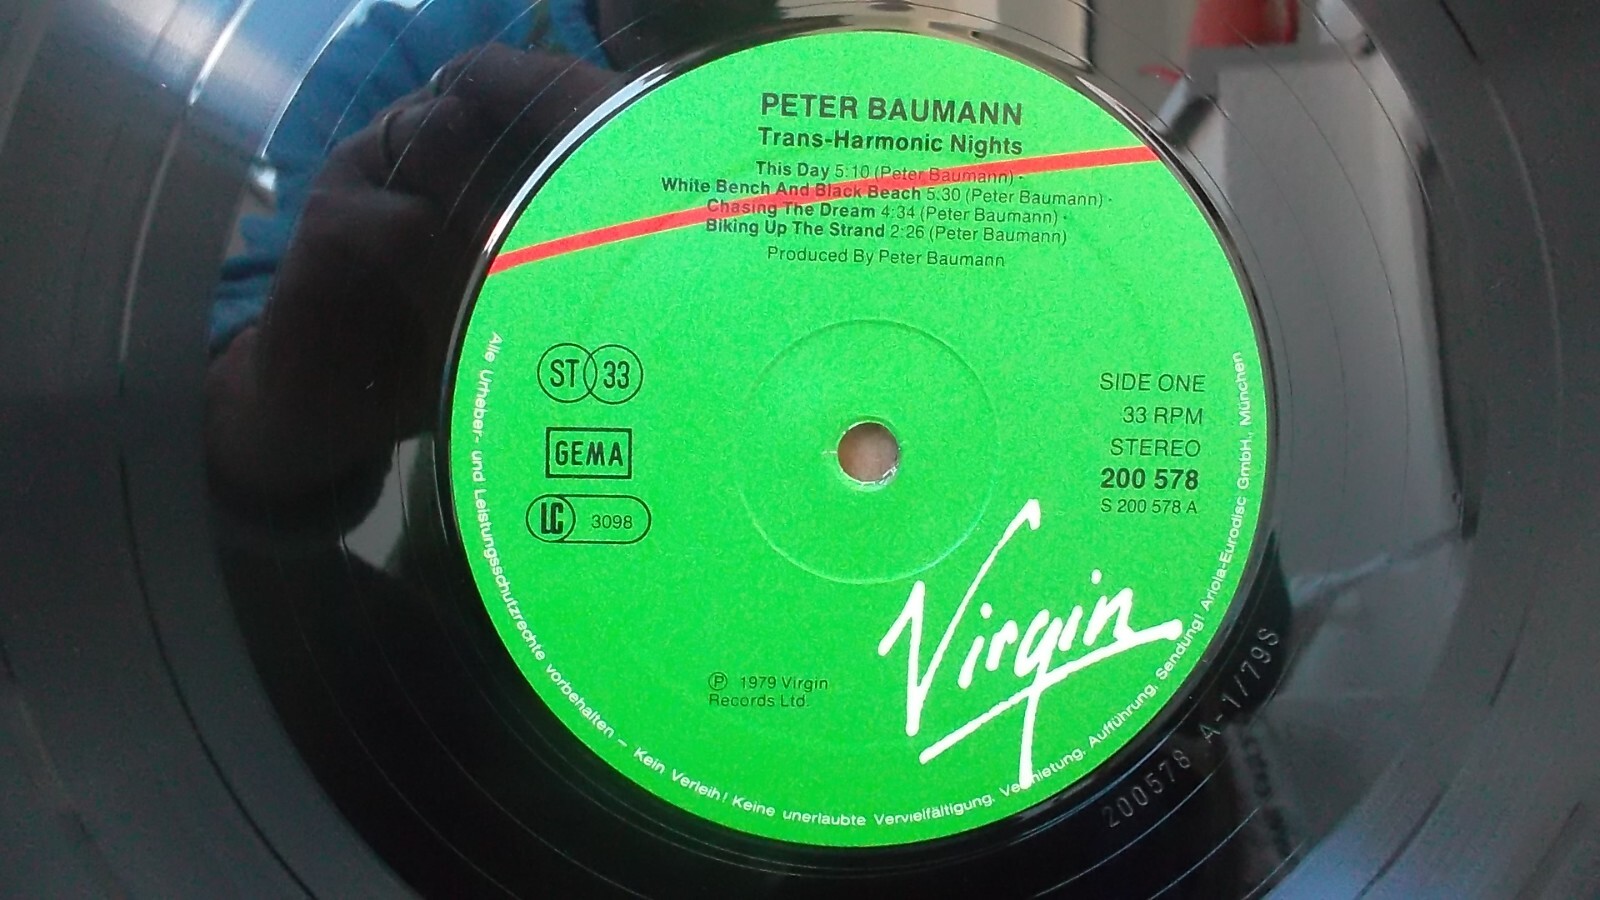 PETER BAUMANN
Trans-Harmonic Nights
This Day 5:10 (Peter Baumann) ·
White Bench And Black Beach 5:30 (Peter Baumann) ·
Chasing The Dream 4:34 (Peter Baumann) ·
Biking Up The Strand 2:26 (Peter Baumann)
Produced By Peter Baumann
ST 33
GEMA
LC 3098
SIDE ONE
33 RPM
STEREO
200 578
S 200 578 A
Virgin
Ⓟ 1979 Virgin
Records Ltd.
Alle Urheber- und Leistungsschutzrechte vorbehalten – Kein Verleih! Keine unerlaubte Vervielfältigung, Vermietung, Aufführung, Sendung! Ariola-Eurodisc GmbH., München
200578 A-1/79S